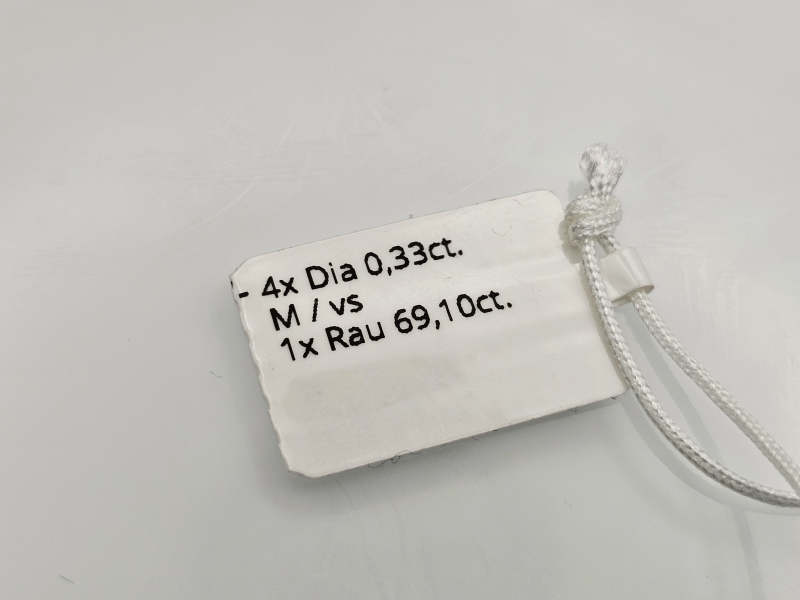 - 4x Dia 0,33ct.
M / vs
1x Rau 69,10ct.